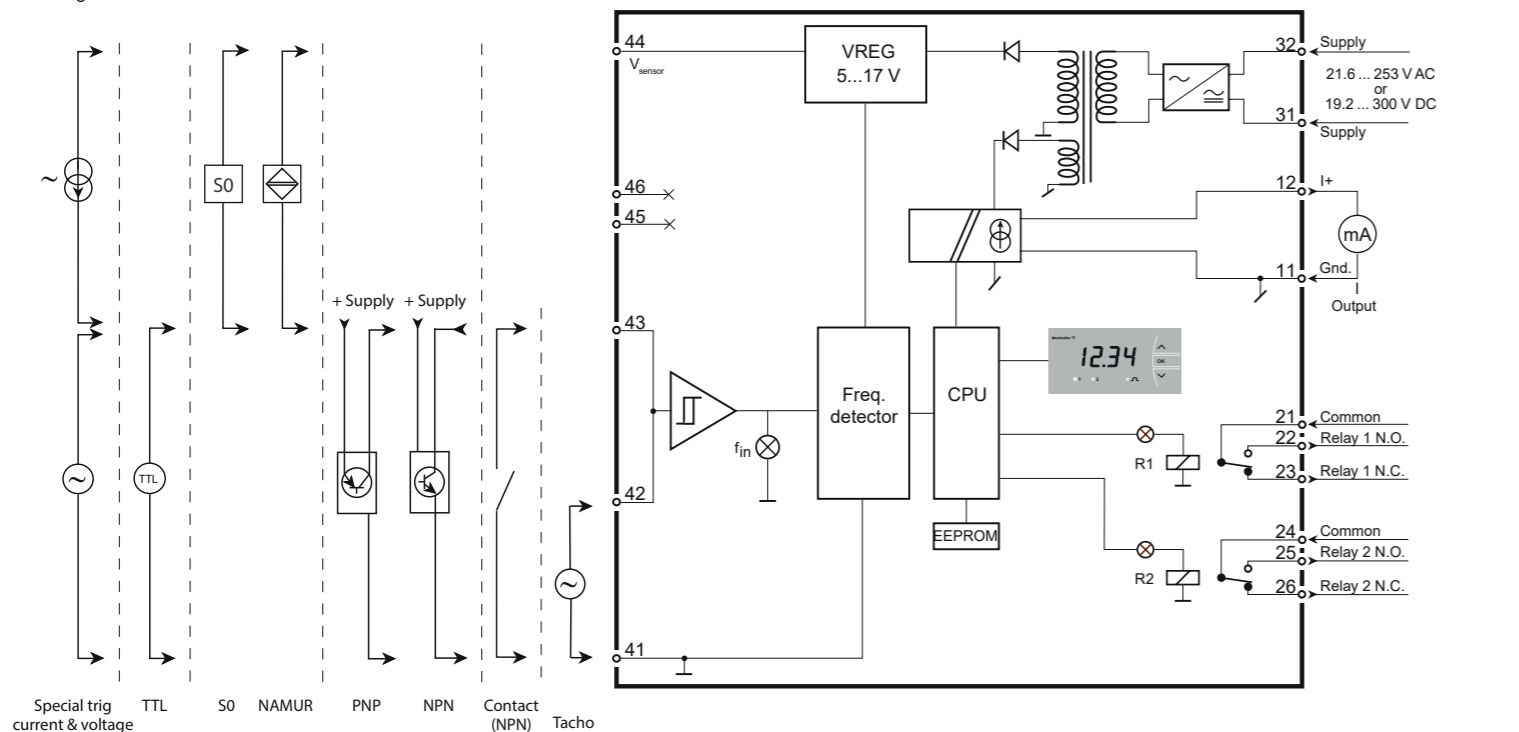 44
V sensor
VREG
5...17 V
32
Supply
21.6 ... 253 V AC
or
19.2 ... 300 V DC
31
Supply
S0
46
45
12
I+
mA
11
Gnd.
I
Output
+ Supply
+ Supply
43
12.34
OK
1
2
Freq.
detector
CPU
fin
TTL
42
EEPROM
R1
21
Common
22
Relay 1 N.O.
23
Relay 1 N.C.
R2
24
Common
25
Relay 2 N.O.
26
Relay 2 N.C.
41
Special trig
current & voltage
TTL
S0
NAMUR
PNP
NPN
Contact
(NPN)
Tacho